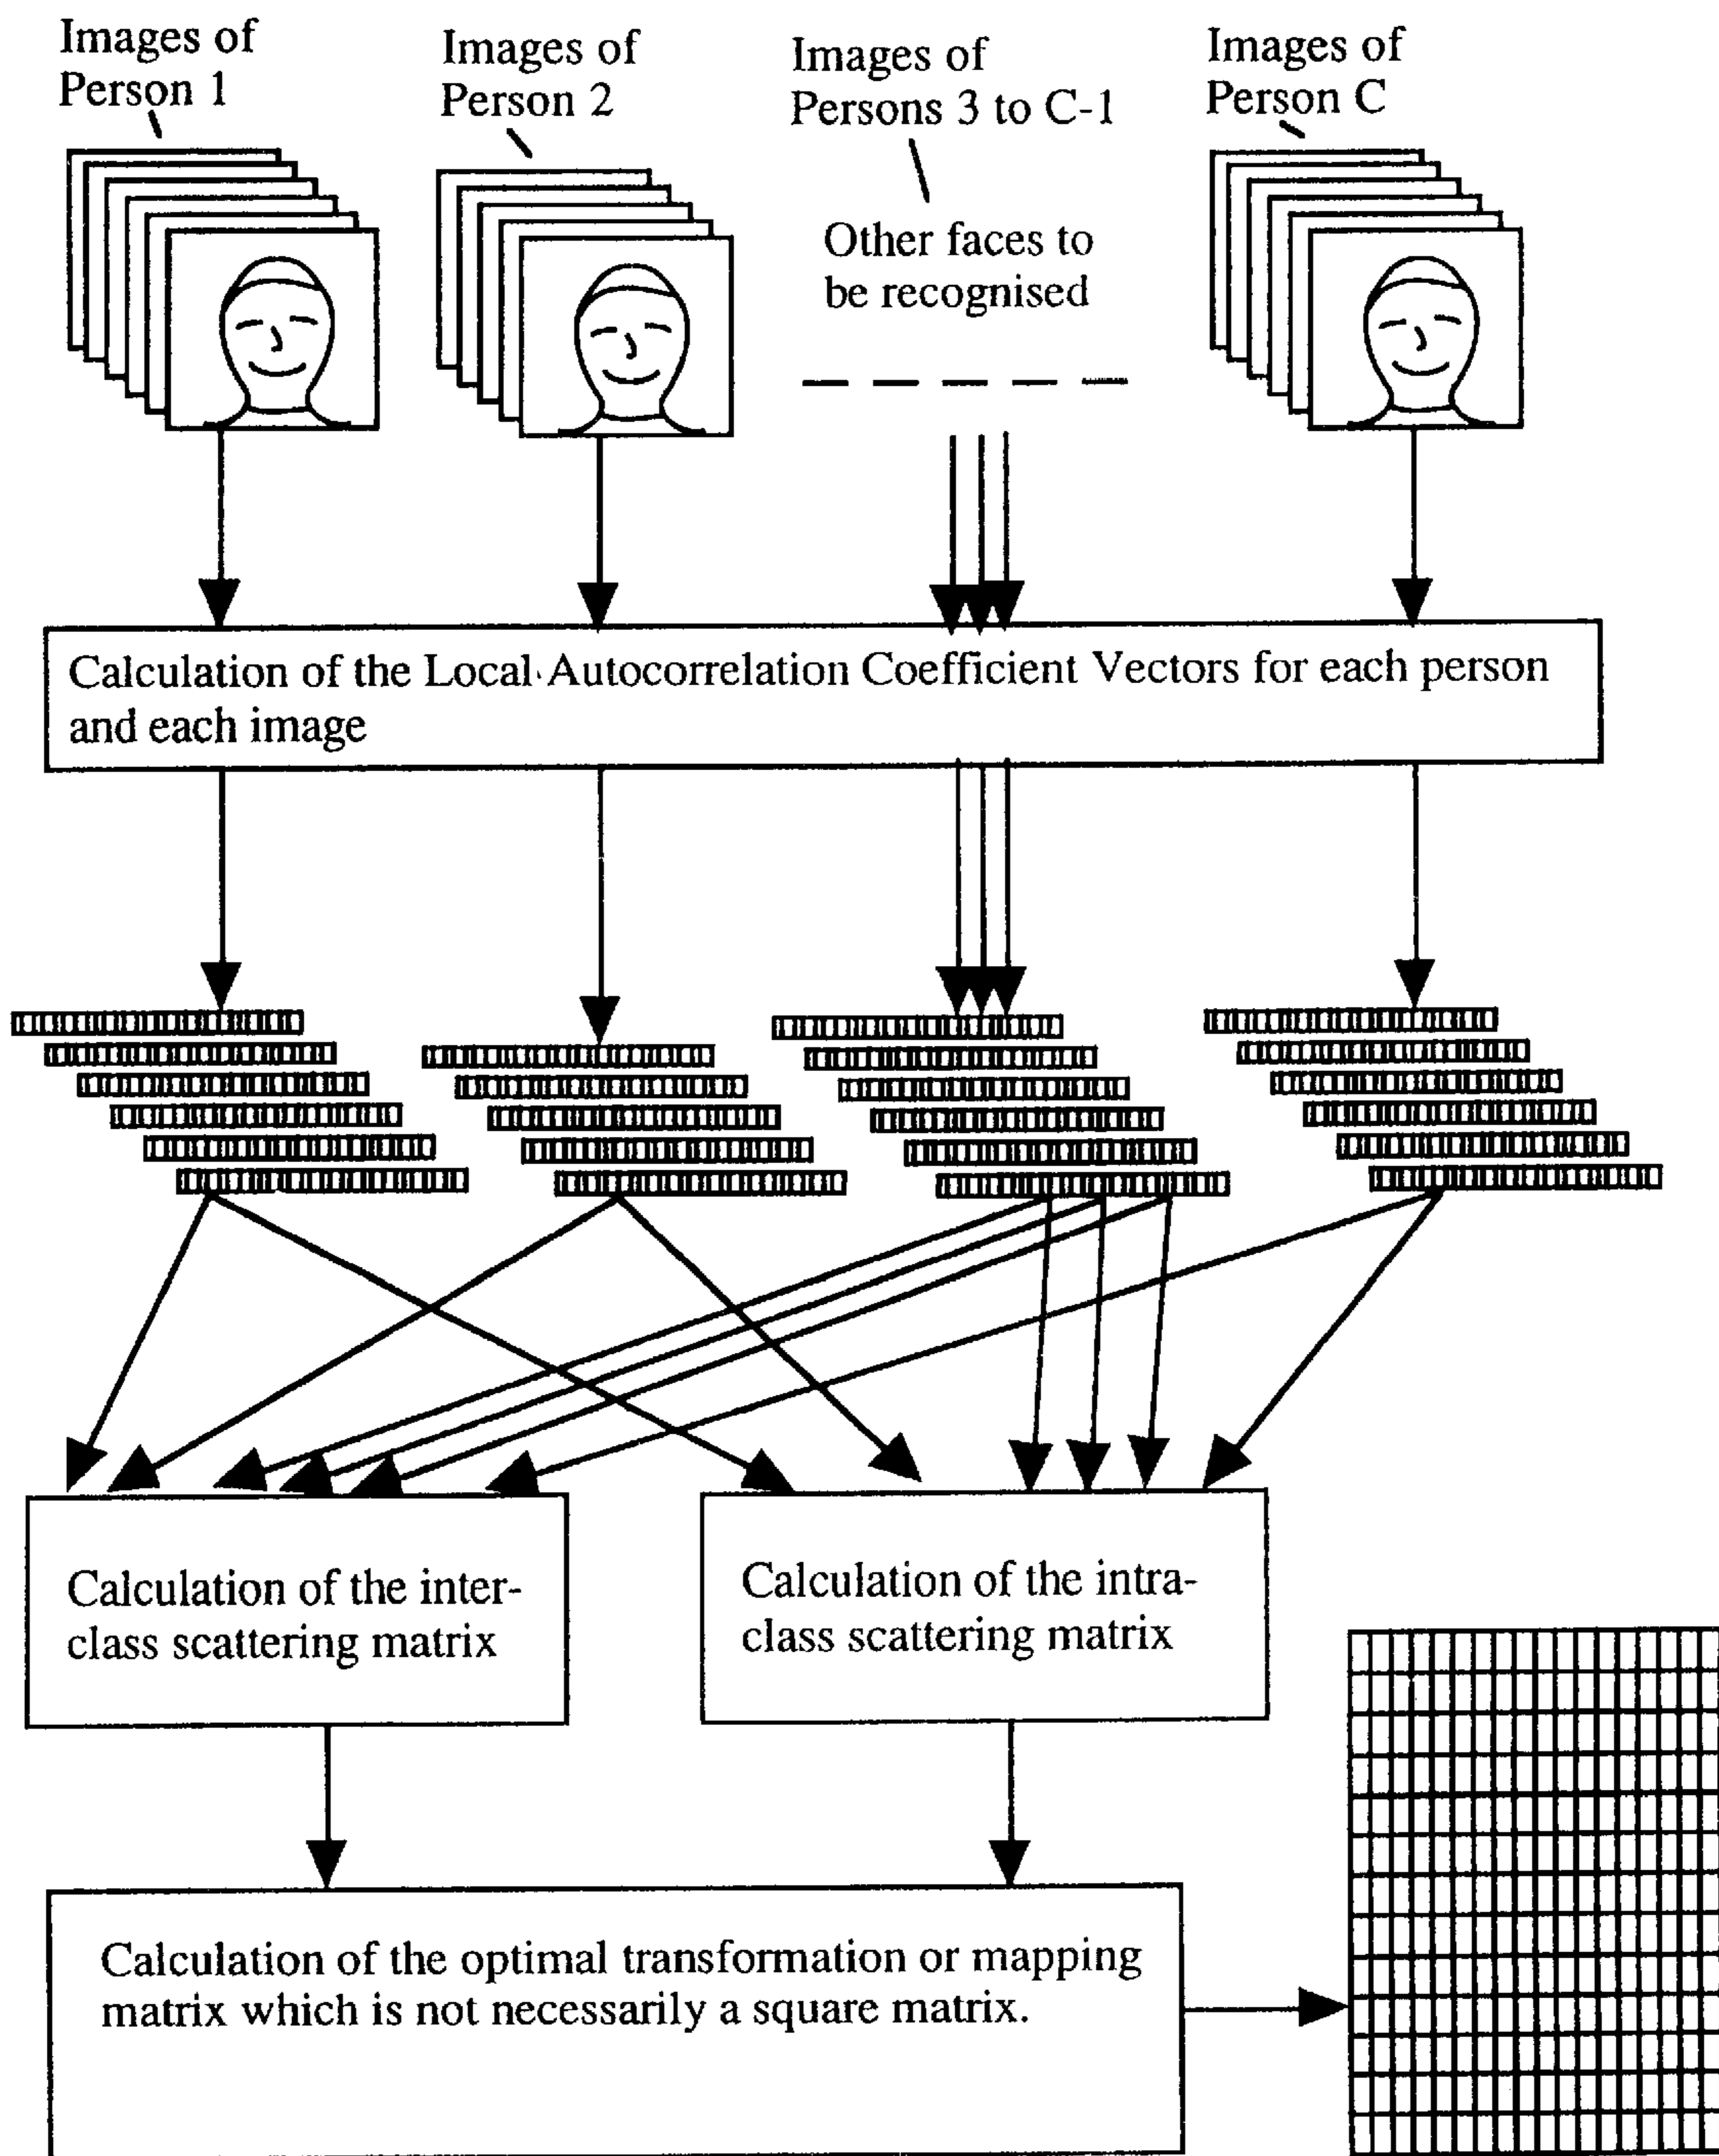 Images of
Person 1
Images of
Person 2
Images of
Persons 3 to C-1
Images of
Person C
Other faces to
be recognised
Calculation of the Local Autocorrelation Coefficient Vectors for each person
and each image
Calculation of the inter-
class scattering matrix
Calculation of the intra-
class scattering matrix
Calculation of the optimal transformation or mapping
matrix which is not necessarily a square matrix.